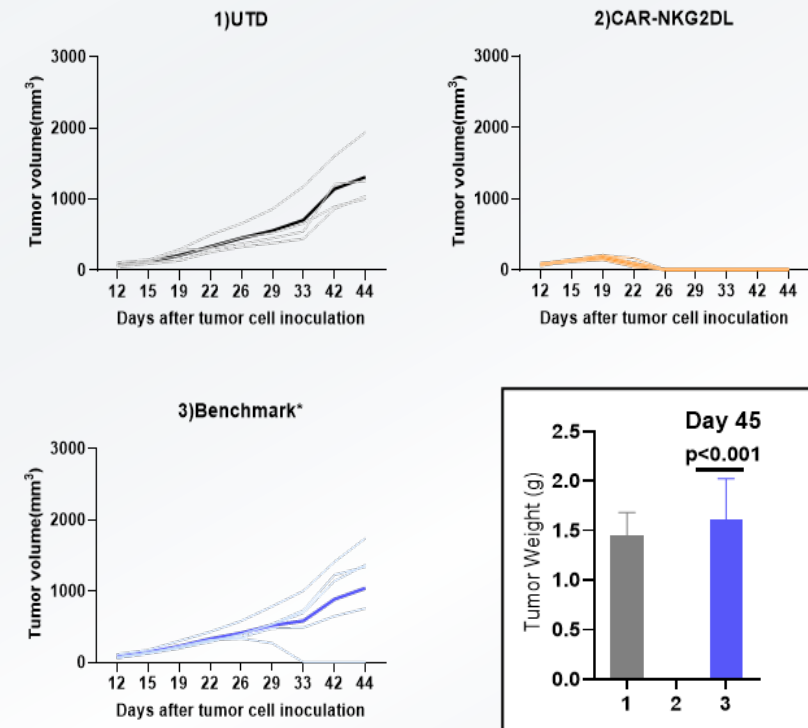 1)UTD
3000
2000
1000
0
Tumor volume(mm³)
12 15 19 22 26 29 33 42 44
Days after tumor cell inoculation
2)CAR-NKG2DL
3000
2000
1000
0
Tumor volume(mm³)
12 15 19 22 26 29 33 42 44
Days after tumor cell inoculation
3)Benchmark*
3000
2000
1000
0
Tumor volume(mm³)
12 15 19 22 26 29 33 42 44
Days after tumor cell inoculation
Day 45
p<0.001
2.5
2.0
1.5
1.0
0.5
0.0
Tumor Weight (g)
1 2 3